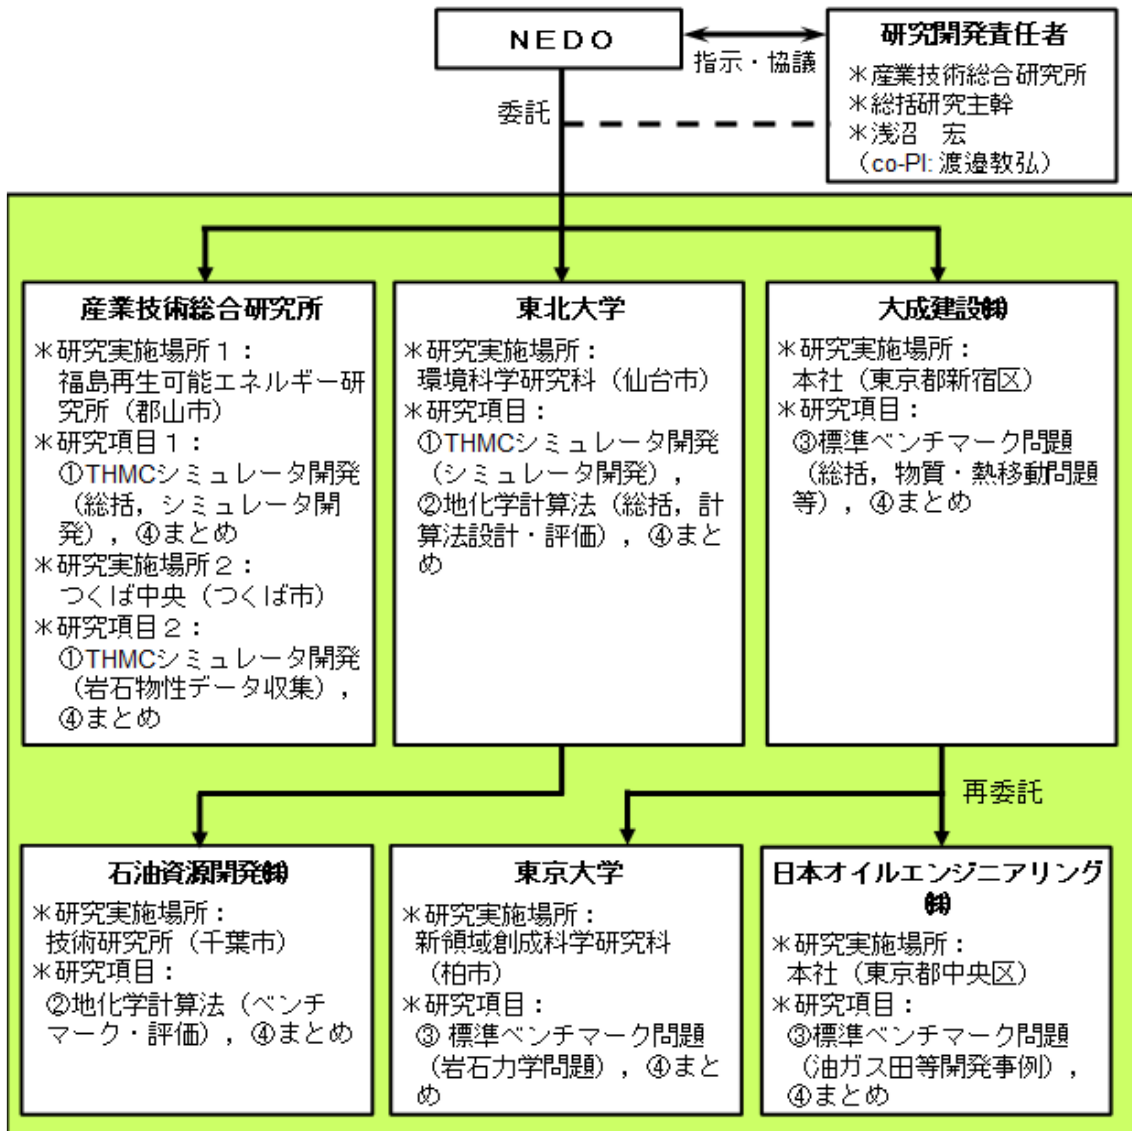 NEDO
指示・協議
研究開発責任者
＊産業技術総合研究所
＊総括研究主幹
＊浅沼　宏
（co-PI: 渡邉教弘）
委託
産業技術総合研究所
＊研究実施場所１：
福島再生可能エネルギー研
究所（郡山市）
＊研究項目１：
①THMCシミュレータ開発
（総括，シミュレータ開
発），④まとめ
＊研究実施場所２：
つくば中央（つくば市）
＊研究項目２：
①THMCシミュレータ開発
（岩石物性データ収集），
④まとめ
東北大学
＊研究実施場所：
環境科学研究科（仙台市）
＊研究項目：
①THMCシミュレータ開発
（シミュレータ開発），
②地化学計算法（総括，計
算法設計・評価），④まと
め
大成建設㈱
＊研究実施場所：
本社（東京都新宿区）
＊研究項目：
③標準ベンチマーク問題
（総括，物質・熱移動問題
等），④まとめ
再委託
石油資源開発㈱
＊研究実施場所：
技術研究所（千葉市）
＊研究項目：
②地化学計算法（ベンチ
マーク・評価），④まとめ
東京大学
＊研究実施場所：
新領域創成科学研究科
（柏市）
＊研究項目：
③ 標準ベンチマーク問題
（岩石力学問題），④まと
め
日本オイルエンジニアリング
㈱
＊研究実施場所：
本社（東京都中央区）
＊研究項目：
③標準ベンチマーク問題
（油ガス田等開発事例），
④まとめ